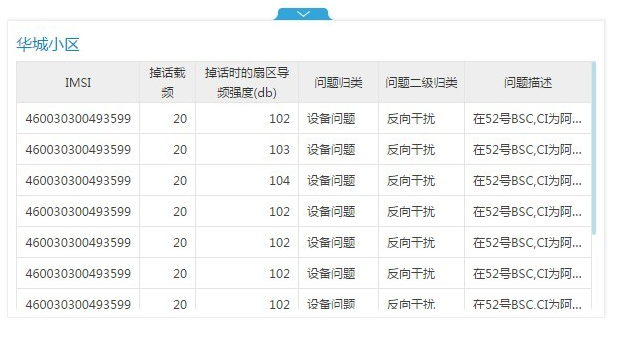 华城小区
IMSI 掉话载频 掉话时的扇区导频强度(db) 问题归类 问题二级归类 问题描述
460030300493599 20 102 设备问题 反向干扰 在52号BSC,CI为阿...
460030300493599 20 103 设备问题 反向干扰 在52号BSC,CI为阿...
460030300493599 20 104 设备问题 反向干扰 在52号BSC,CI为阿...
460030300493599 20 102 设备问题 反向干扰 在52号BSC,CI为阿...
460030300493599 20 102 设备问题 反向干扰 在52号BSC,CI为阿...
460030300493599 20 102 设备问题 反向干扰 在52号BSC,CI为阿...
460030300493599 20 102 设备问题 反向干扰 在52号BSC,CI为阿...